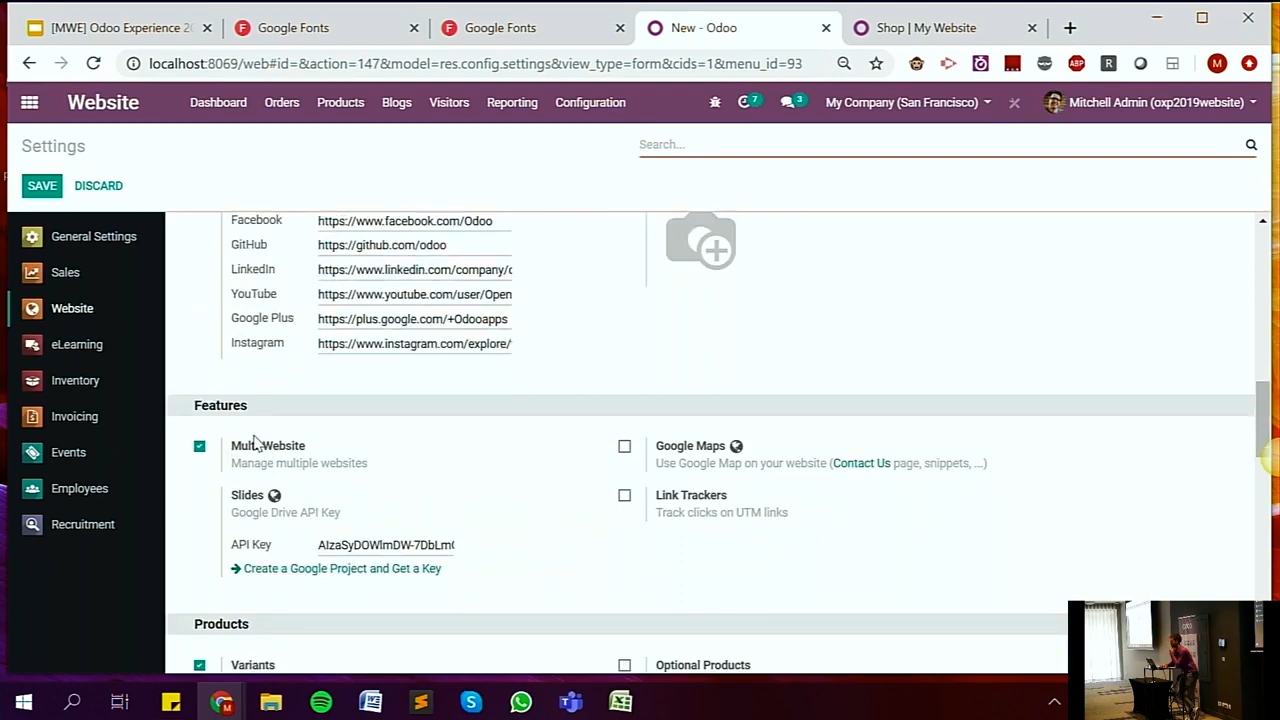 [MWE] Odoo Experience 20
Google Fonts
Google Fonts
New - Odoo
Shop | My Website
localhost:8069/web#id=&action=147&model=res.config.settings&view_type=form&cids=1&menu_id=93
Website
Dashboard
Orders
Products
Blogs
Visitors
Reporting
Configuration
7
3
My Company (San Francisco)
Mitchell Admin (oxp2019website)
Settings
Search...
SAVE
DISCARD
General Settings
Sales
Website
eLearning
Inventory
Invoicing
Events
Employees
Recruitment
Facebook https://www.facebook.com/Odoo
GitHub https://github.com/odoo
LinkedIn https://www.linkedin.com/company/
YouTube https://www.youtube.com/user/Open
Google Plus https://plus.google.com/+Odooapps
Instagram https://www.instagram.com/explore/
Features
Multi-Website
Manage multiple websites
Google Maps
Use Google Map on your website (Contact Us page, snippets, ...)
Slides
Google Drive API Key
Link Trackers
Track clicks on UTM links
API Key AIzaSyDOWlmDW-7DbLm
Create a Google Project and Get a Key
Products
Variants
Optional Products